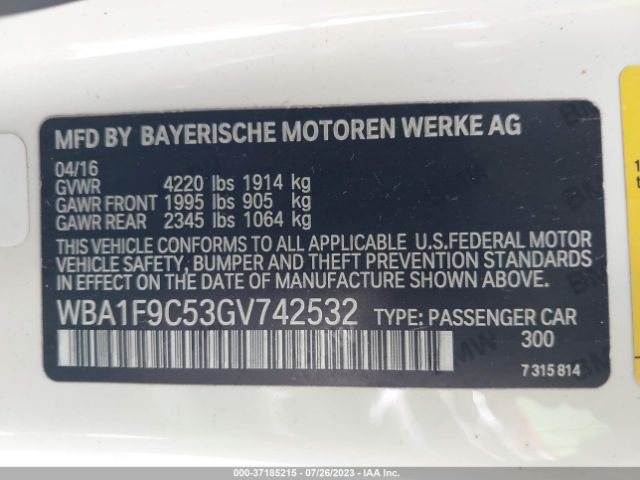 MFD BY BAYERISCHE MOTOREN WERKE AG
04/16
GVWR 4220 lbs 1914 kg
GAWR FRONT 1995 lbs 905 kg
GAWR REAR 2345 lbs 1064 kg
THIS VEHICLE CONFORMS TO ALL APPLICABLE U.S.FEDERAL MOTOR
VEHICLE SAFETY, BUMPER AND THEFT PREVENTION STANDARDS
IN EFFECT ON THE DATE OF MANUFACTURE SHOWN ABOVE.
WBA1F9C53GV742532 TYPE: PASSENGER CAR
300
7 315 814
000-37185215 - 07/26/2023 - IAA Inc.